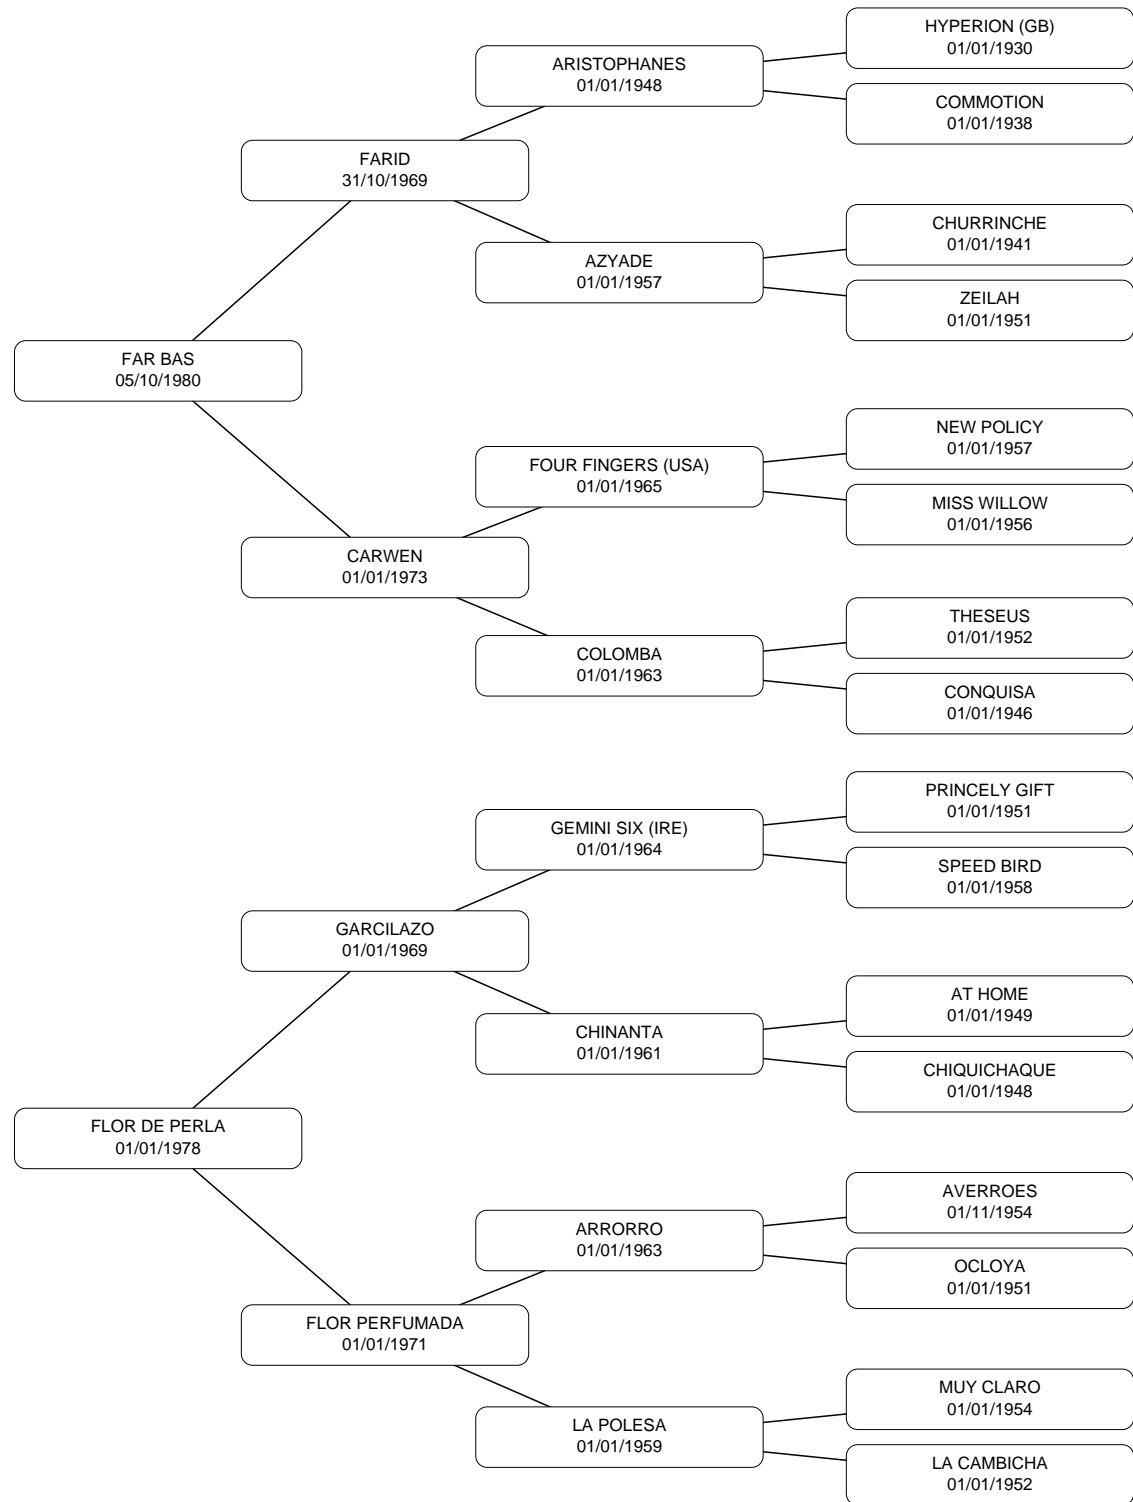 HYPERION (GB)
01/01/1930
ARISTOPHANES
01/01/1948
COMMOTION
01/01/1938
FARID
31/10/1969
CHURRINCHE
01/01/1941
AZYADE
01/01/1957
ZEILAH
01/01/1951
FAR BAS
05/10/1980
NEW POLICY
01/01/1957
FOUR FINGERS (USA)
01/01/1965
MISS WILLOW
01/01/1956
CARWEN
01/01/1973
THESEUS
01/01/1952
COLOMBA
01/01/1963
CONQUISA
01/01/1946
PRINCELY GIFT
01/01/1951
GEMINI SIX (IRE)
01/01/1964
SPEED BIRD
01/01/1958
GARCILAZO
01/01/1969
AT HOME
01/01/1949
CHINANTA
01/01/1961
CHIQUICHAQUE
01/01/1948
FLOR DE PERLA
01/01/1978
AVERROES
01/11/1954
ARRORRO
01/01/1963
OCLOYA
01/01/1951
FLOR PERFUMADA
01/01/1971
MUY CLARO
01/01/1954
LA POLESA
01/01/1959
LA CAMBICHA
01/01/1952